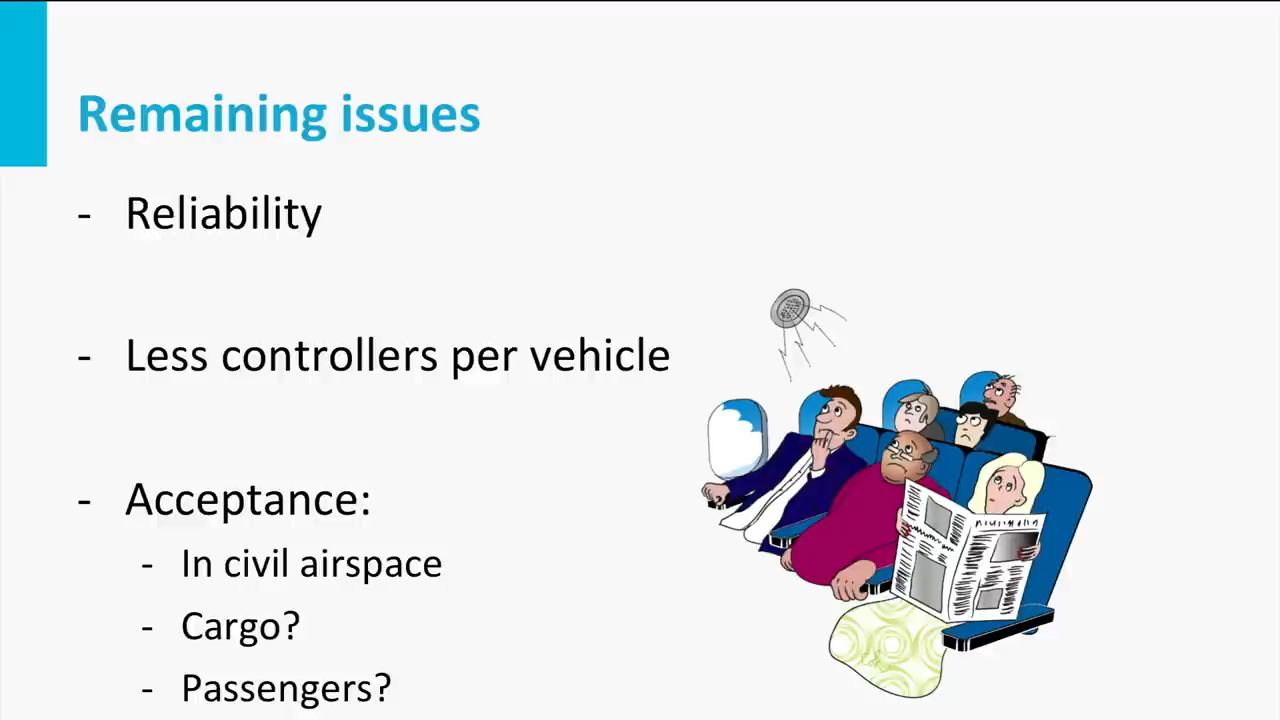 Remaining issues
- Reliability
- Less controllers per vehicle
- Acceptance:
- In civil airspace
- Cargo?
- Passengers?